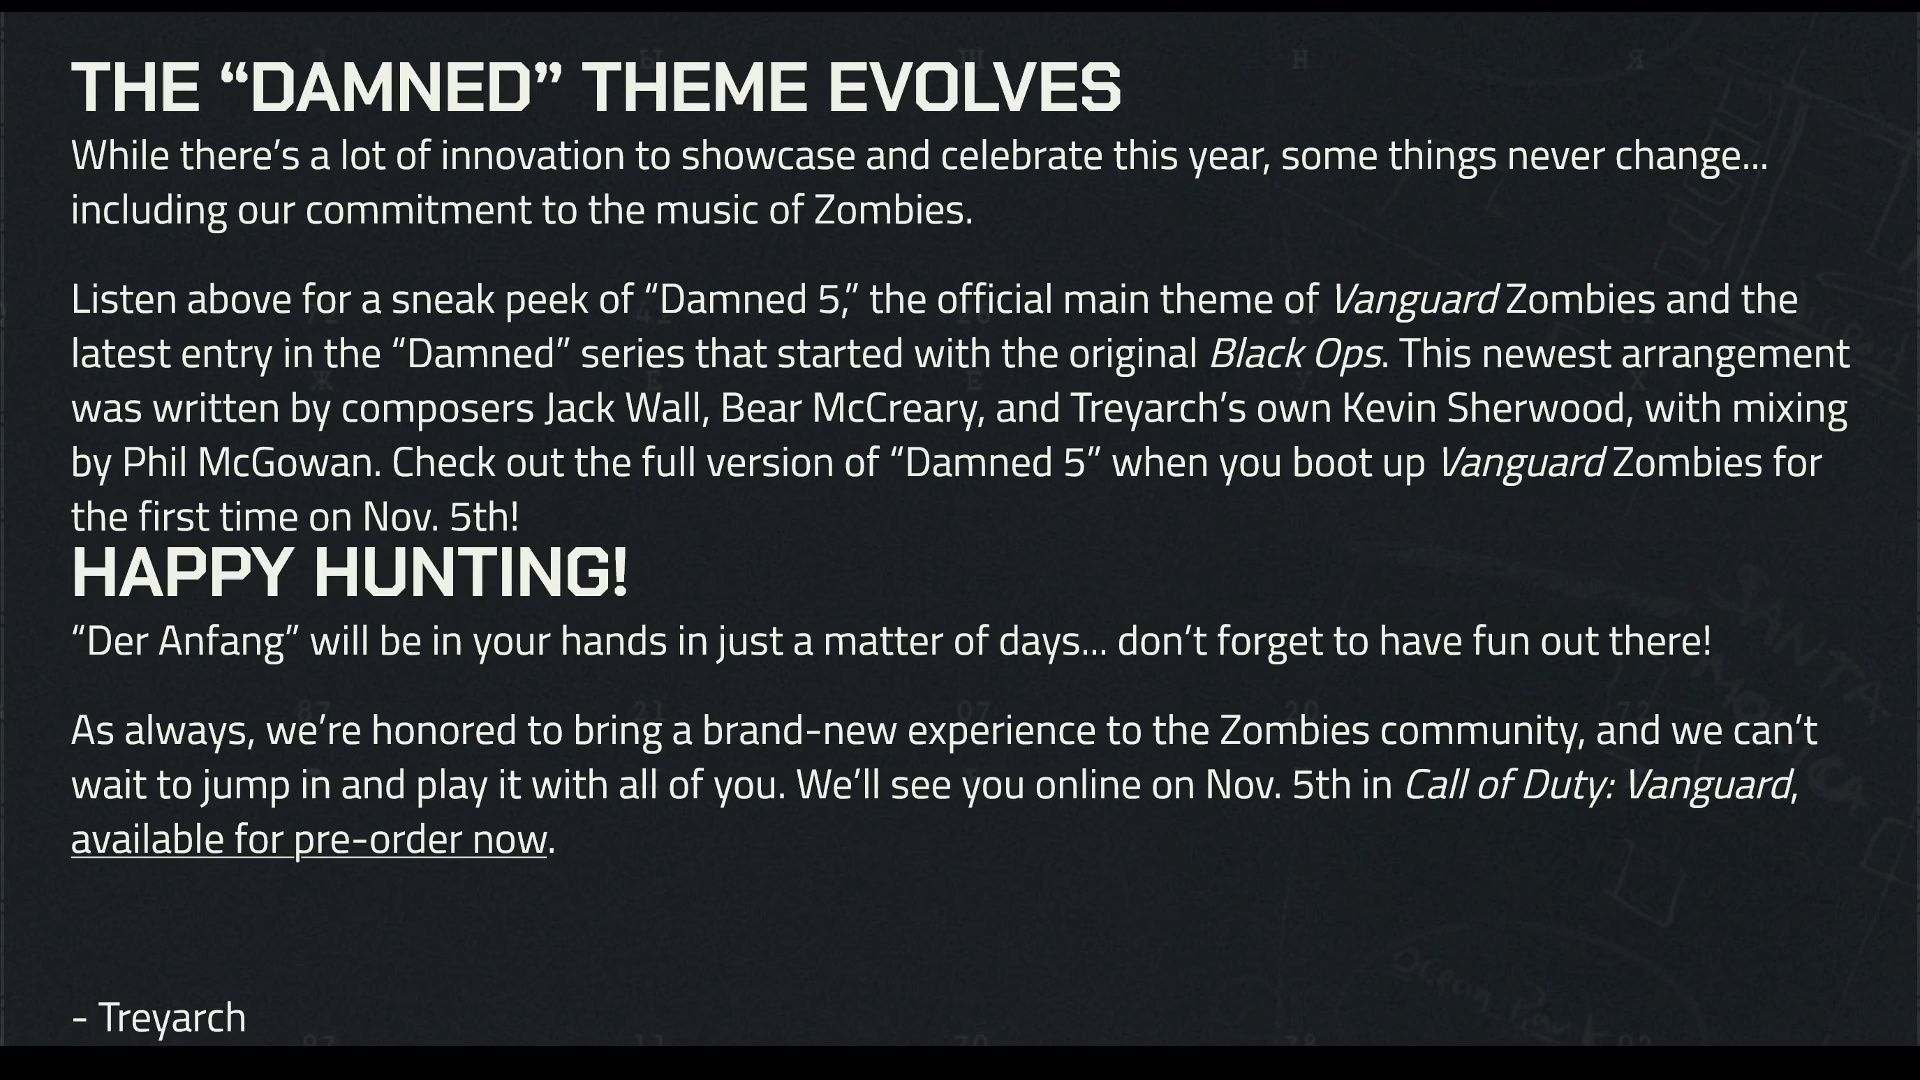 THE “DAMNED” THEME EVOLVES
While there’s a lot of innovation to showcase and celebrate this year, some things never change...
including our commitment to the music of Zombies.
Listen above for a sneak peek of “Damned 5,” the official main theme of Vanguard Zombies and the
latest entry in the “Damned” series that started with the original Black Ops. This newest arrangement
was written by composers Jack Wall, Bear McCreary, and Treyarch’s own Kevin Sherwood, with mixing
by Phil McGowan. Check out the full version of “Damned 5” when you boot up Vanguard Zombies for
the first time on Nov. 5th!
HAPPY HUNTING!
“Der Anfang” will be in your hands in just a matter of days... don’t forget to have fun out there!
As always, we’re honored to bring a brand-new experience to the Zombies community, and we can’t
wait to jump in and play it with all of you. We’ll see you online on Nov. 5th in Call of Duty: Vanguard,
available for pre-order now.
- Treyarch